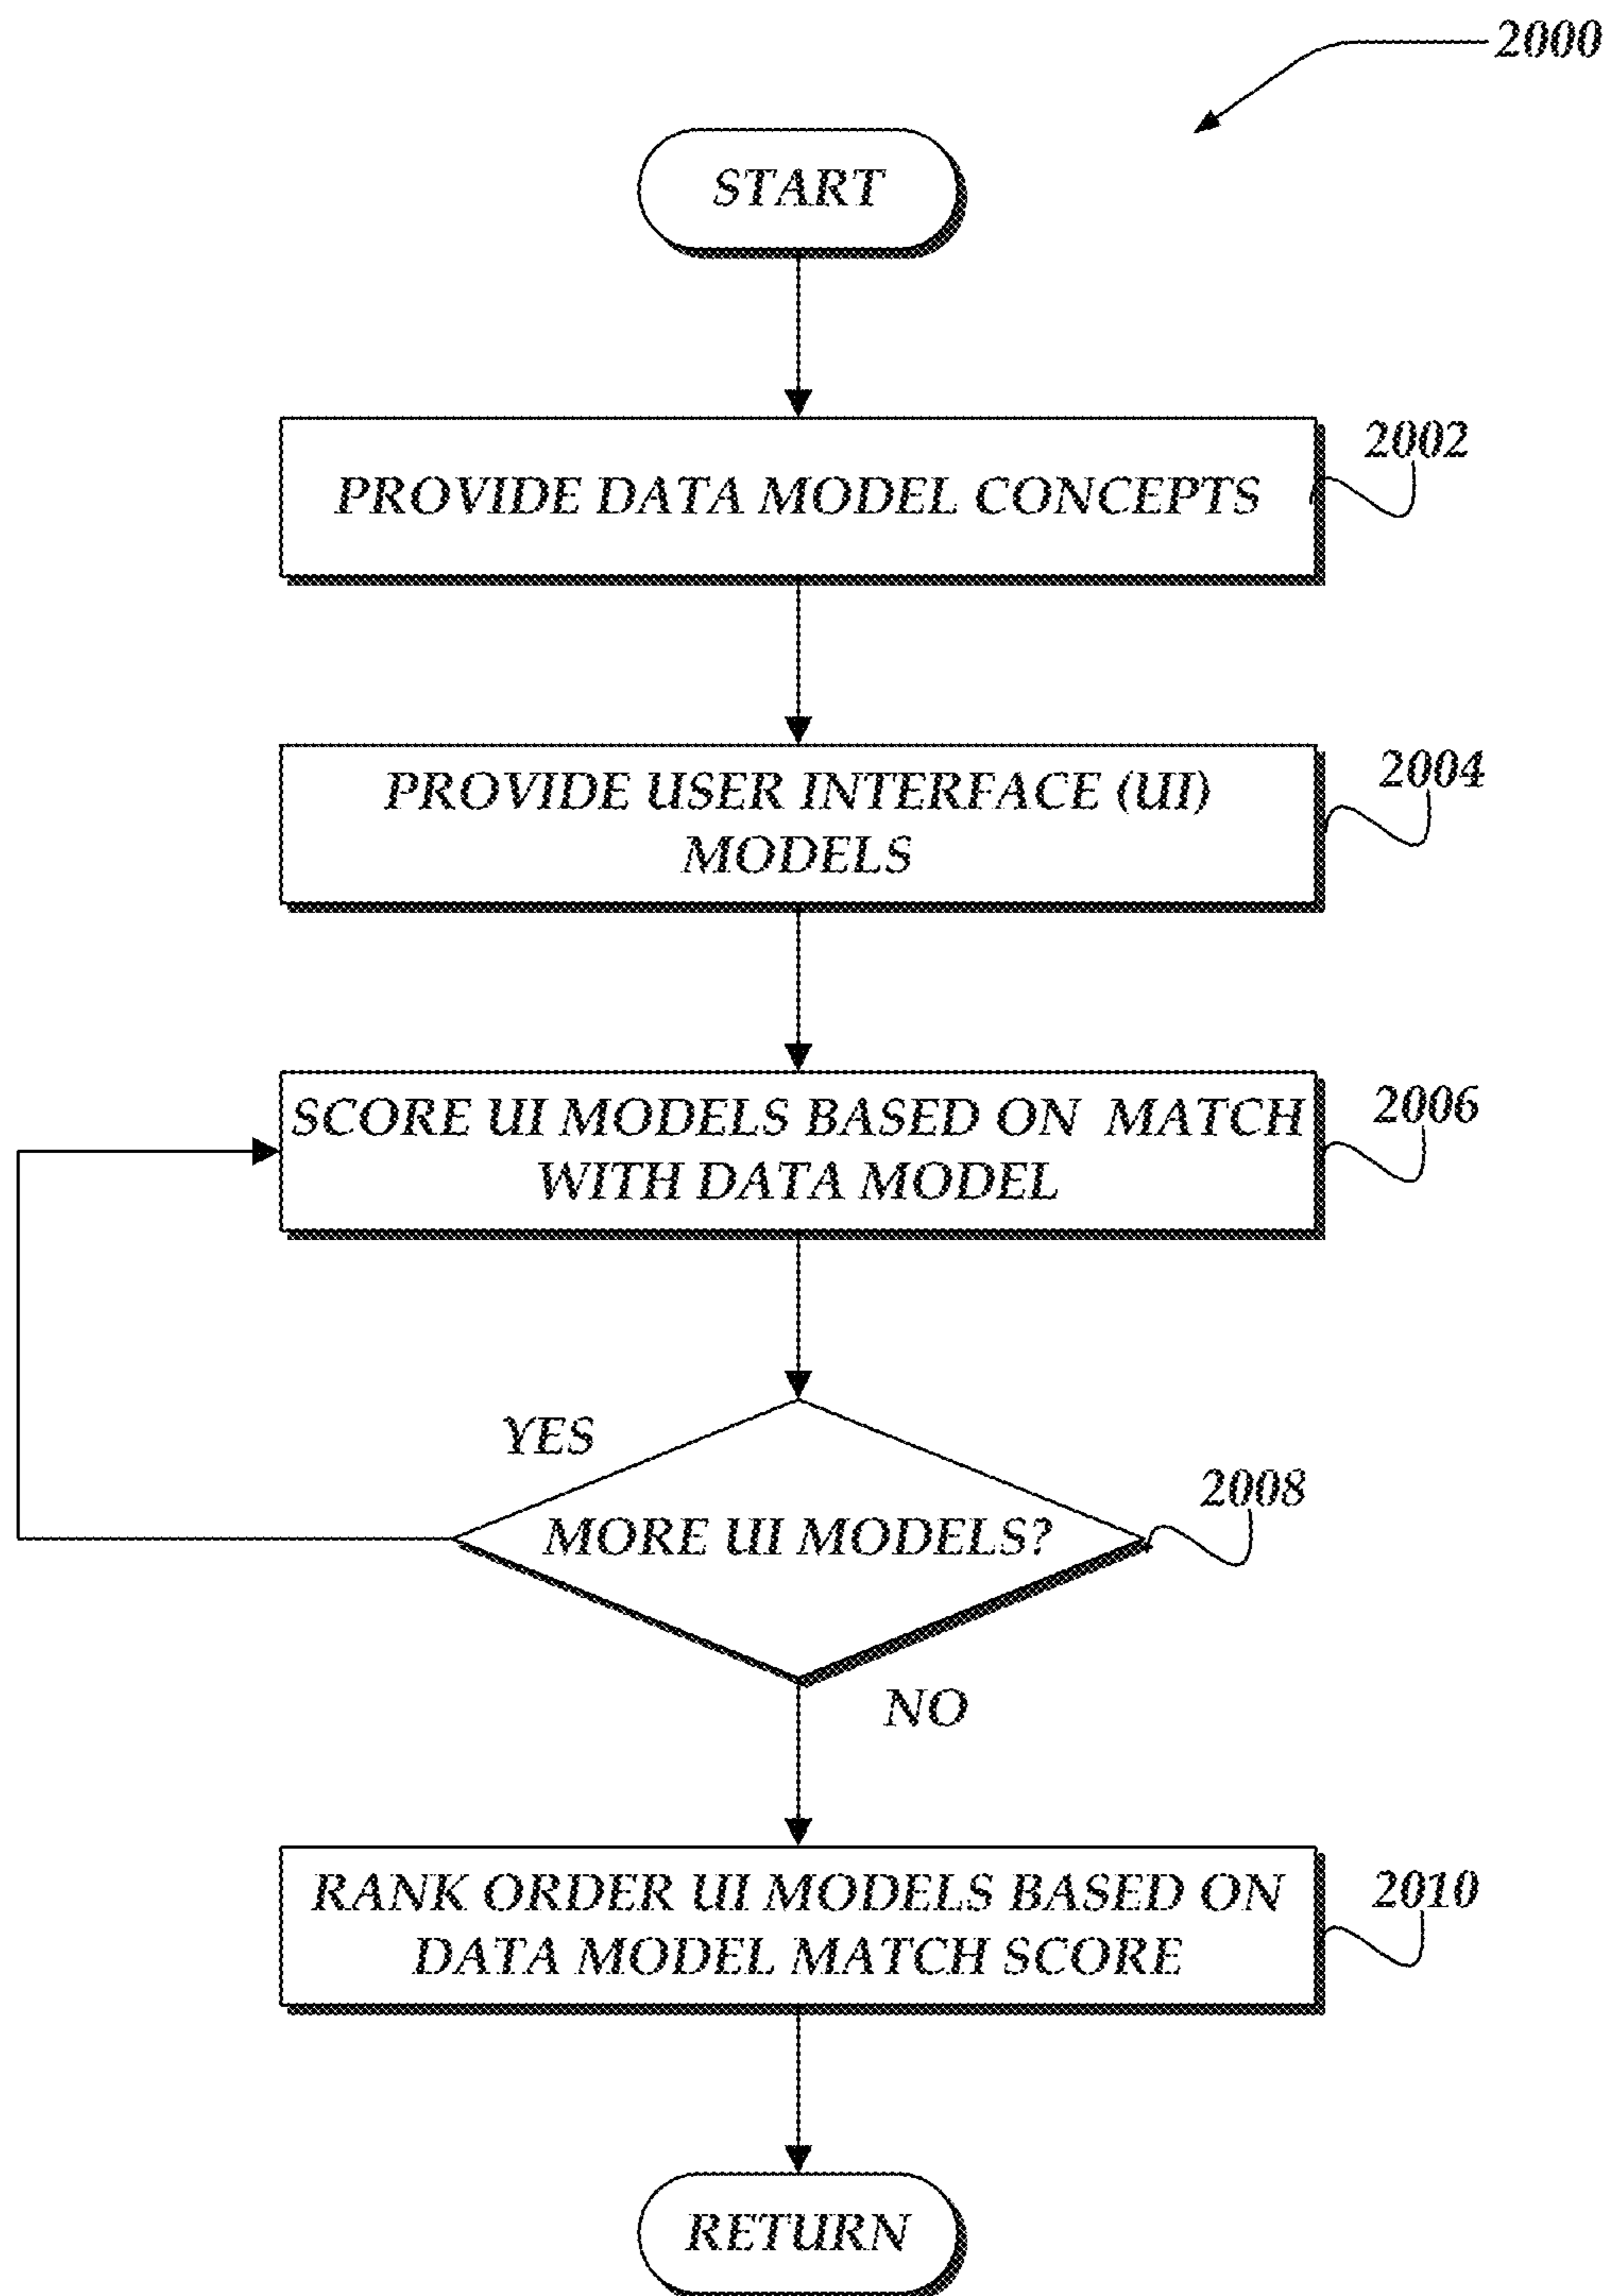 2000
START
PROVIDE DATA MODEL CONCEPTS
2002
PROVIDE USER INTERFACE (UI)
MODELS
2004
SCORE UI MODELS BASED ON MATCH
WITH DATA MODEL
2006
YES
MORE UI MODELS?
2008
NO
RANK ORDER UI MODELS BASED ON
DATA MODEL MATCH SCORE
2010
RETURN